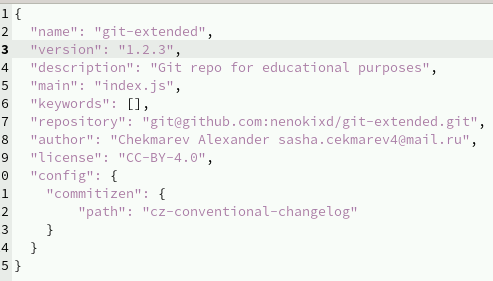 1 {
2 "name": "git-extended",
3 "version": "1.2.3",
4 "description": "Git repo for educational purposes",
5 "main": "index.js",
6 "keywords": [],
7 "repository": "git@github.com:nenokixd/git-extended.git",
8 "author": "Chekmarev Alexander sasha.cekmarev4@mail.ru",
9 "license": "CC-BY-4.0",
0 "config": {
1 "commitizen": {
2 "path": "cz-conventional-changelog"
3 }
4 }
5 }